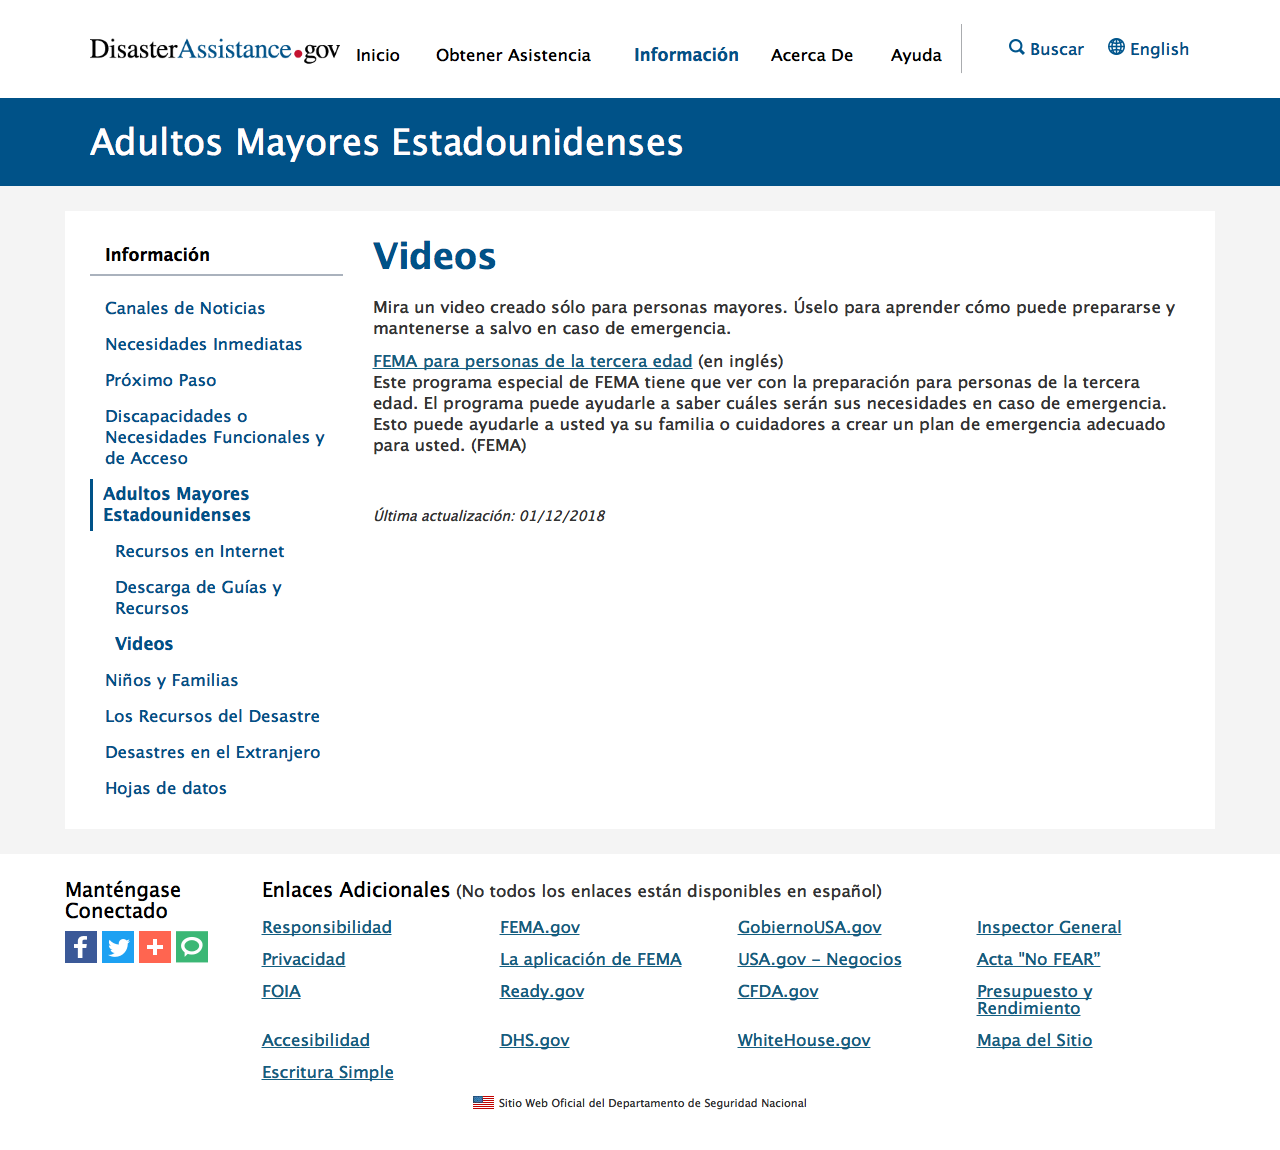 DisasterAssistance.gov
Inicio
Obtener Asistencia
Información
Acerca De
Ayuda
Buscar
English
Adultos Mayores Estadounidenses
Información
Canales de Noticias
Necesidades Inmediatas
Próximo Paso
Discapacidades o
Necesidades Funcionales y
de Acceso
Adultos Mayores
Estadounidenses
Recursos en Internet
Descarga de Guías y
Recursos
Videos
Niños y Familias
Los Recursos del Desastre
Desastres en el Extranjero
Hojas de datos
Videos
Mira un video creado sólo para personas mayores. Úselo para aprender cómo puede prepararse y
mantenerse a salvo en caso de emergencia.
FEMA para personas de la tercera edad (en inglés)
Este programa especial de FEMA tiene que ver con la preparación para personas de la tercera
edad. El programa puede ayudarle a saber cuáles serán sus necesidades en caso de emergencia.
Esto puede ayudarle a usted ya su familia o cuidadores a crear un plan de emergencia adecuado
para usted. (FEMA)
Última actualización: 01/12/2018
Manténgase
Conectado
Enlaces Adicionales (No todos los enlaces están disponibles en español)
Responsibilidad
FEMA.gov
GobiernoUSA.gov
Inspector General
Privacidad
La aplicación de FEMA
USA.gov – Negocios
Acta "No FEAR”
FOIA
Ready.gov
CFDA.gov
Presupuesto y
Rendimiento
Accesibilidad
DHS.gov
WhiteHouse.gov
Mapa del Sitio
Escritura Simple
Sitio Web Oficial del Departamento de Seguridad Nacional